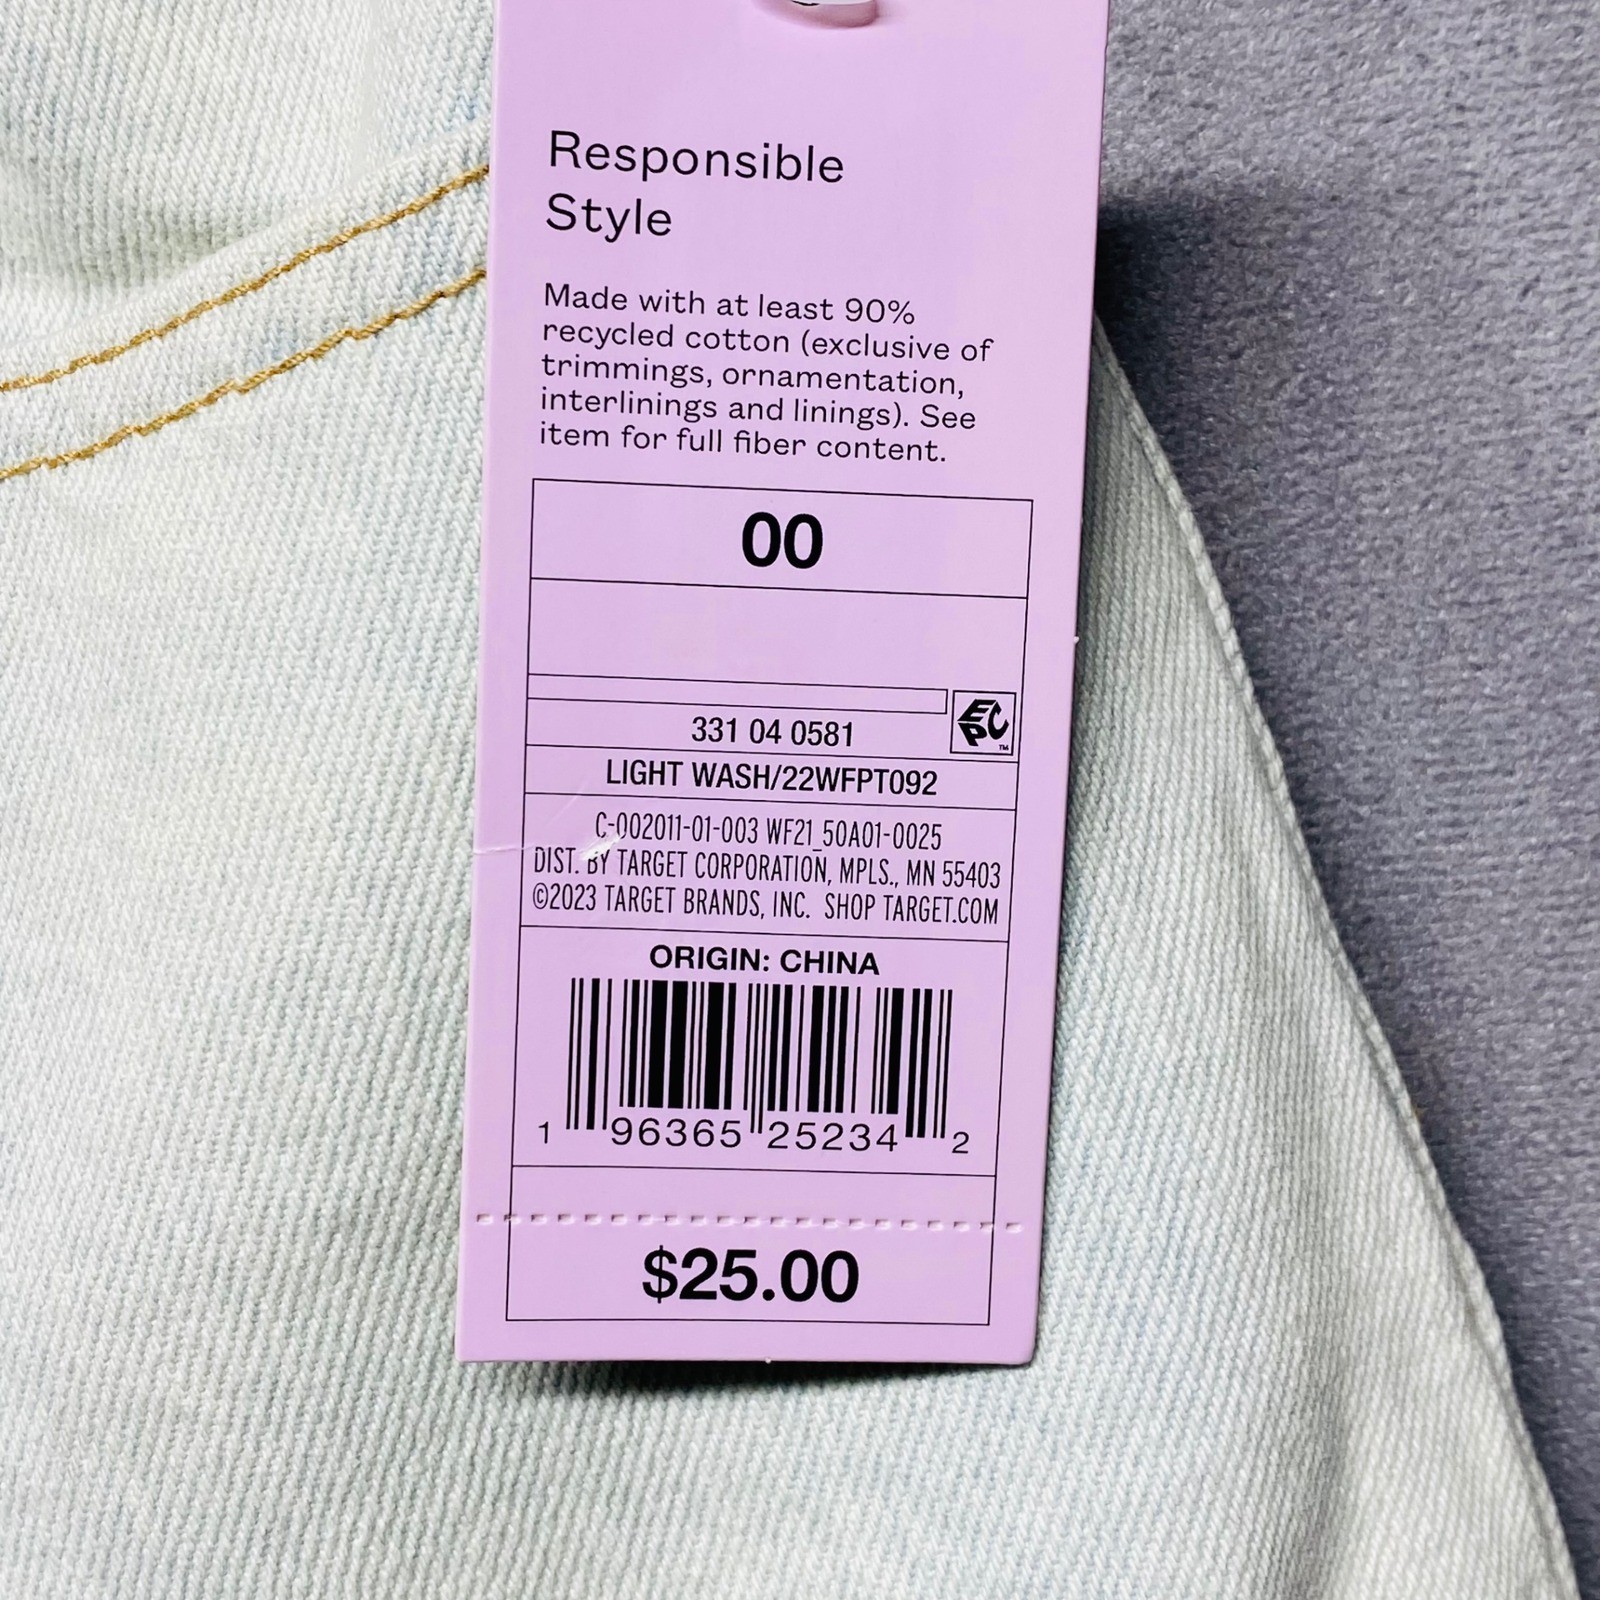 Responsible
Style
Made with at least 90%
recycled cotton (exclusive of
trimmings, ornamentation,
interlinings and linings). See
item for full fiber content.
00
EPC
TM
331 04 0581
LIGHT WASH/22WFPT092
C-002011-01-003 WF21_50A01-0025
DIST. BY TARGET CORPORATION, MPLS., MN 55403
©2023 TARGET BRANDS, INC. SHOP TARGET.COM
ORIGIN: CHINA
1 96365 25234 2
$25.00